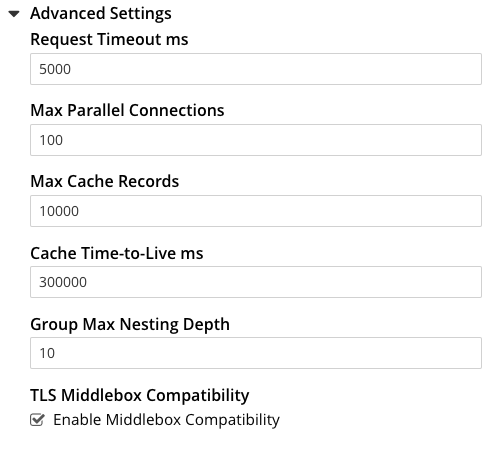 Advanced Settings
Request Timeout ms
5000
Max Parallel Connections
100
Max Cache Records
10000
Cache Time-to-Live ms
300000
Group Max Nesting Depth
10
TLS Middlebox Compatibility
Enable Middlebox Compatibility